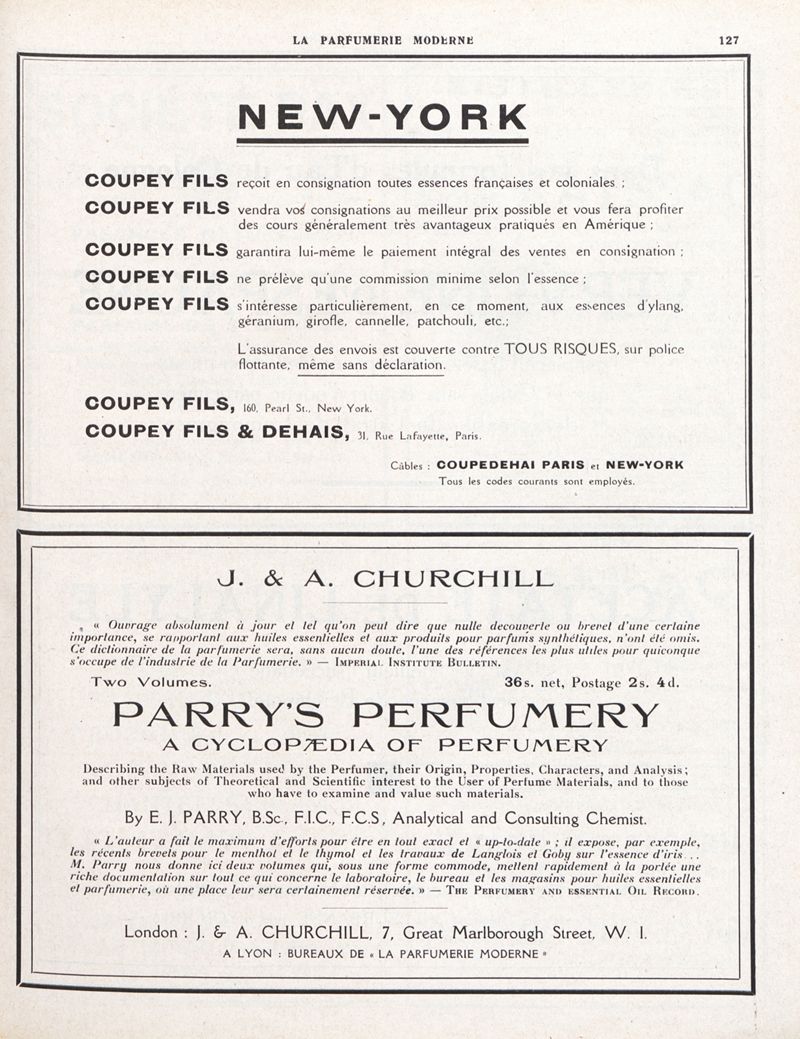 LA PARFUMERIE MODERNE 127
NEW-YORK
COUPEY FILS reçoit en consignation toutes essences françaises et coloniales ;
COUPEY FILS vendra vos consignations au meilleur prix possible et vous fera profiter
des cours généralement très avantageux pratiqués en Amérique ;
COUPEY FILS garantira lui-même le paiement intégral des ventes en consignation ;
COUPEY FILS ne prélève qu'une commission minime selon l'essence ;
COUPEY FILS s'intéresse particulièrement, en ce moment, aux essences d'ylang,
géranium, girofle, cannelle, patchouli, etc.;
L'assurance des envois est couverte contre TOUS RISQUES, sur police
flottante, même sans déclaration.
COUPEY FILS, 160, Pearl St., New York.
COUPEY FILS & DEHAIS, 31, Rue Lafayette, Paris.
Câbles : COUPEDEHAI PARIS et NEW-YORK
Tous les codes courants sont employés.
J. & A. CHURCHILL
« Ouvrage absolument à jour et tel qu'on peut dire que nulle decouverte ou brevet d'une certaine
importance, se rapportant aux huiles essentielles et aux produits pour parfums synthétiques, n'ont été omis.
Ce dictionnaire de la parfumerie sera, sans aucun doute, l'une des références les plus utiles pour quiconque
s'occupe de l'industrie de la Parfumerie. » — IMPERIAL INSTITUTE BULLETIN.
Two Volumes. 36s. net, Postage 2s. 4d.
PARRY'S PERFUMERY
A CYCLOPÆDIA OF PERFUMERY
Describing the Raw Materials used by the Perfumer, their Origin, Properties, Characters, and Analysis;
and other subjects of Theoretical and Scientific interest to the User of Perfume Materials, and to those
who have to examine and value such materials.
By E. J. PARRY, B.Sc., F.I.C., F.C.S, Analytical and Consulting Chemist.
« L'auteur a fait le maximum d'efforts pour être en tout exact et « up-to-date » ; il expose, par exemple,
les récents brevets pour le menthol et le thymol et les travaux de Langlois et Goby sur l'essence d'iris...
M. Parry nous donne ici deux volumes qui, sous une forme commode, mettent rapidement à la portée une
riche documentation sur tout ce qui concerne le laboratoire, le bureau et les magasins pour huiles essentielles
et parfumerie, où une place leur sera certainement réservée. » — THE PERFUMERY AND ESSENTIAL OIL RECORD.
London : J. & A. CHURCHILL, 7, Great Marlborough Street, W. I.
A LYON : BUREAUX DE « LA PARFUMERIE MODERNE »